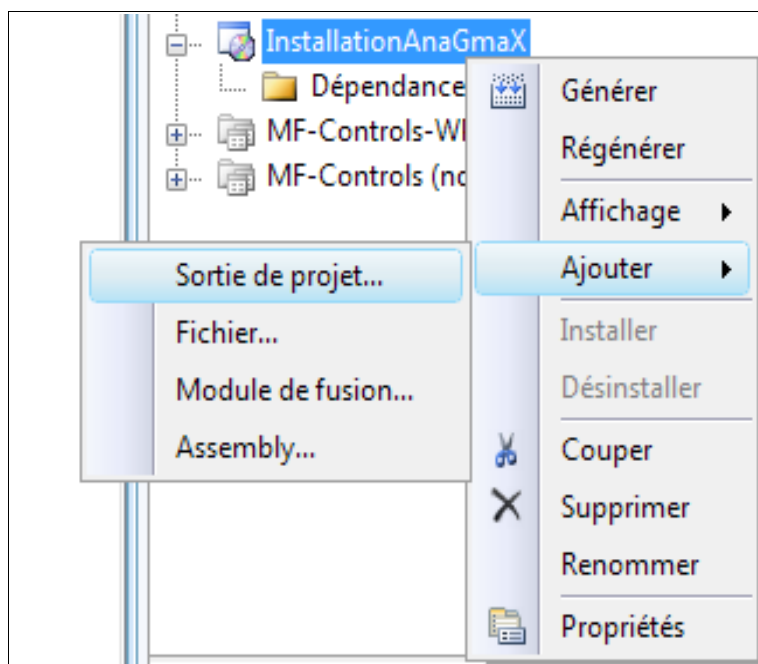 InstallationAnaGmaX
Dépendance
MF-Controls-WI
MF-Controls (no
Générer
Régénérer
Affichage
Ajouter
Installer
Désinstaller
Couper
Supprimer
Renommer
Propriétés
Sortie de projet...
Fichier...
Module de fusion...
Assembly...